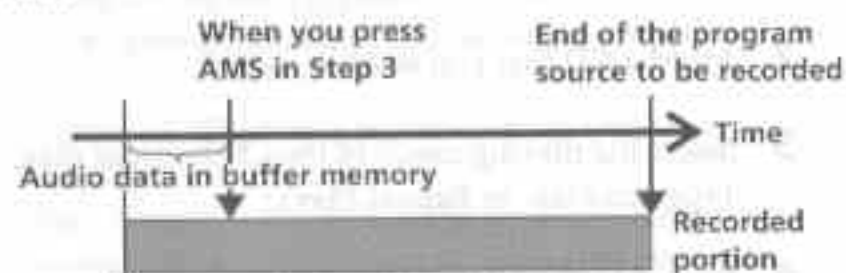 When you press
AMS in Step 3
End of the program
source to be recorded
Time
Audio data in buffer memory
Recorded
portion